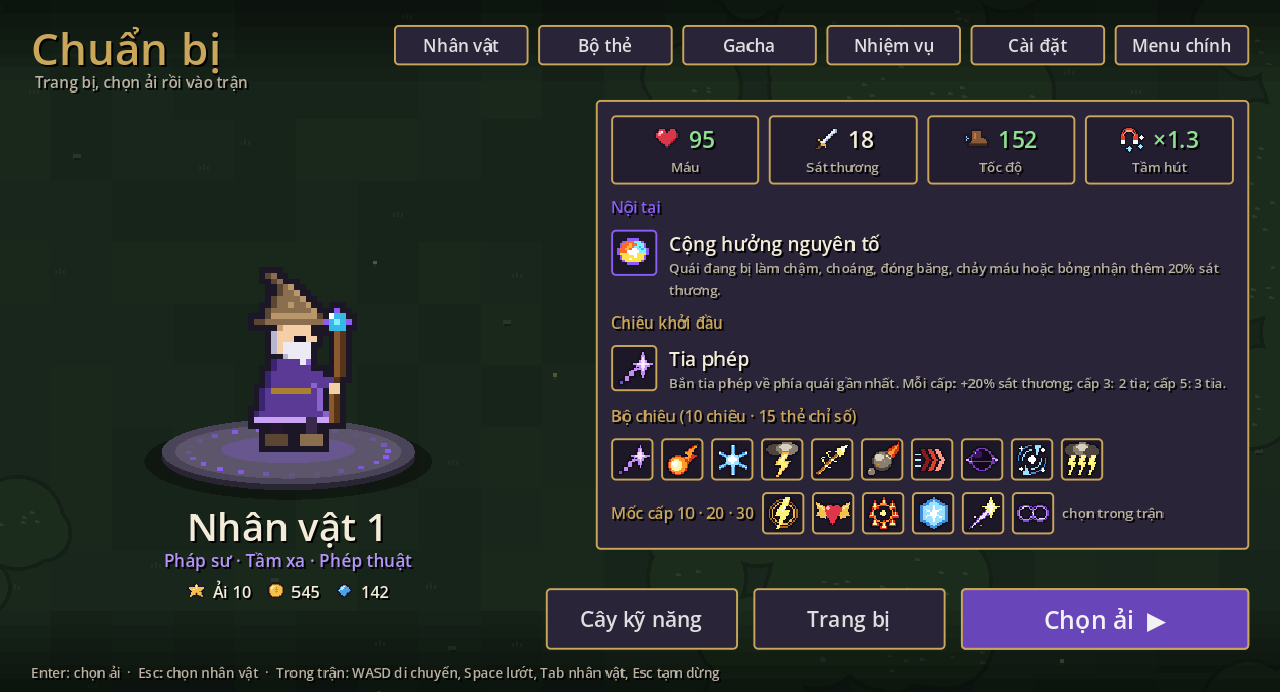 Chuẩn bị
Trang bị, chọn ải rồi vào trận
Nhân vật
Bộ thẻ
Gacha
Nhiệm vụ
Cài đặt
Menu chính
95
Máu
18
Sát thương
152
Tốc độ
×1.3
Tầm hút
Nội tại
Cộng hưởng nguyên tố
Quái đang bị làm chậm, choáng, đóng băng, chảy máu hoặc bỏng nhận thêm 20% sát
thương.
Chiêu khởi đầu
Tia phép
Bắn tia phép về phía quái gần nhất. Mỗi cấp: +20% sát thương; cấp 3: 2 tia; cấp 5: 3 tia.
Bộ chiêu (10 chiêu · 15 thẻ chỉ số)
Mốc cấp 10 · 20 · 30
chọn trong trận
Nhân vật 1
Pháp sư · Tầm xa · Phép thuật
Ải 10
545
142
Cây kỹ năng
Trang bị
Chọn ải ▶
Enter: chọn ải · Esc: chọn nhân vật · Trong trận: WASD di chuyển, Space lướt, Tab nhân vật, Esc tạm dừng